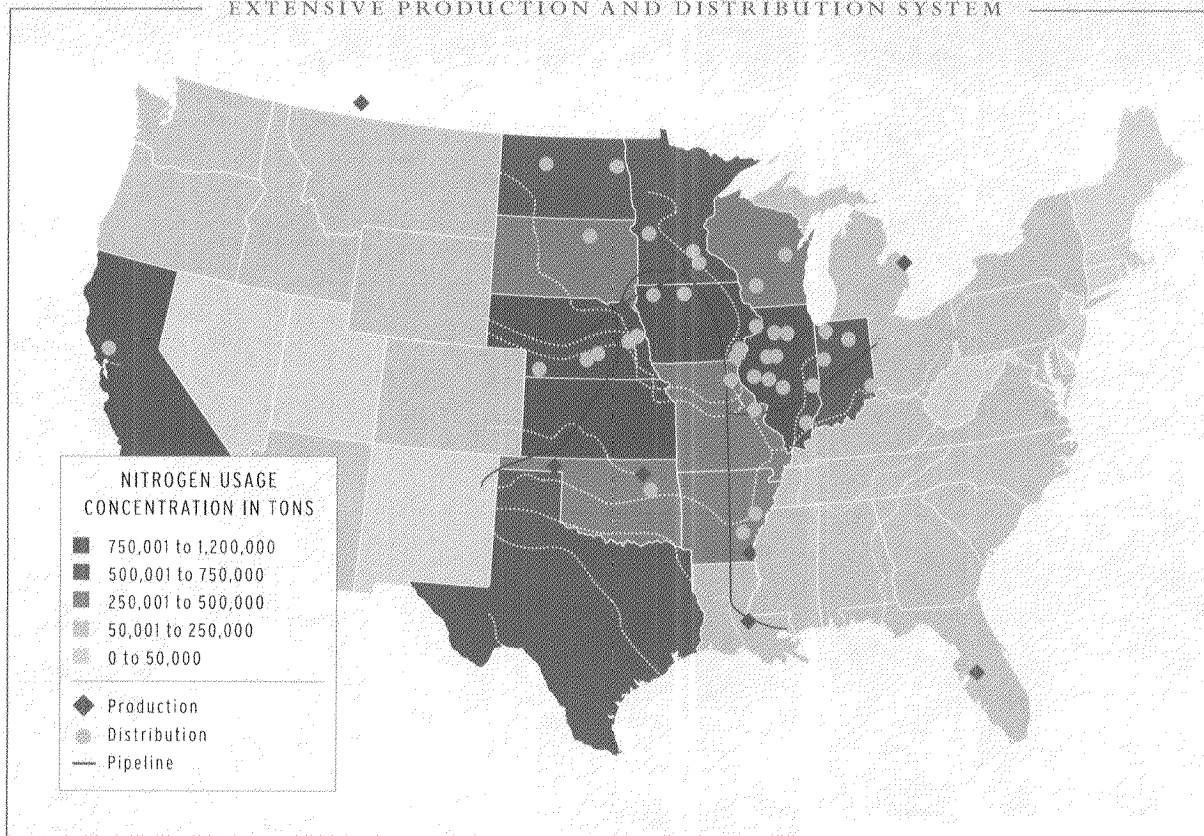 EXTENSIVE PRODUCTION AND DISTRIBUTION SYSTEM
NITROGEN USAGE
CONCENTRATION IN TONS
750,001 to 1,200,000
500,001 to 750,000
250,001 to 500,000
50,001 to 250,000
0 to 50,000
Production
Distribution
Pipeline